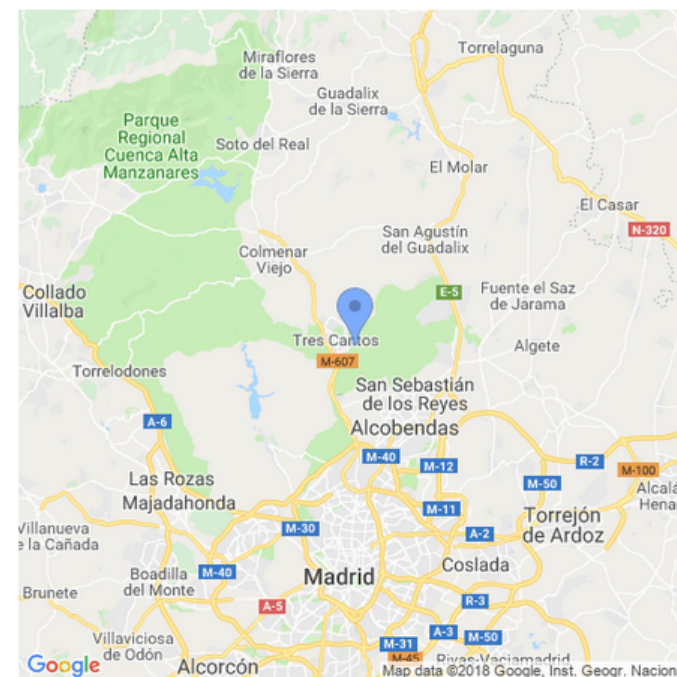 Torrelaguna
Miraflores
de la Sierra
Guadalix
de la Sierra
Parque
Regional
Cuenca Alta
Manzanares
Soto del Real
El Molar
El Casar
N-320
San Agustín
del Guadalix
Colmenar
Viejo
Collado
Villalba
E-5
Fuente el Saz
de Jarama
Tres Cantos
M-607
Algete
Torrelodones
San Sebastián
de los Reyes
Alcobendas
A-6
M-40
M-12
R-2
M-100
Las Rozas
Majadahonda
M-50
Alcalá
Hena
M-11
Torrejón
de Ardoz
Villanueva
e la Cañada
M-30
A-2
Coslada
Boadilla
del Monte
M-40
Madrid
Brunete
A-5
R-3
Villaviciosa
de Odón
A-3
M-50
M-31
M-45
Rivas-Vaciamadrid
Alcorcón
Google
Map data ©2018 Google, Inst. Geogr. Nacion